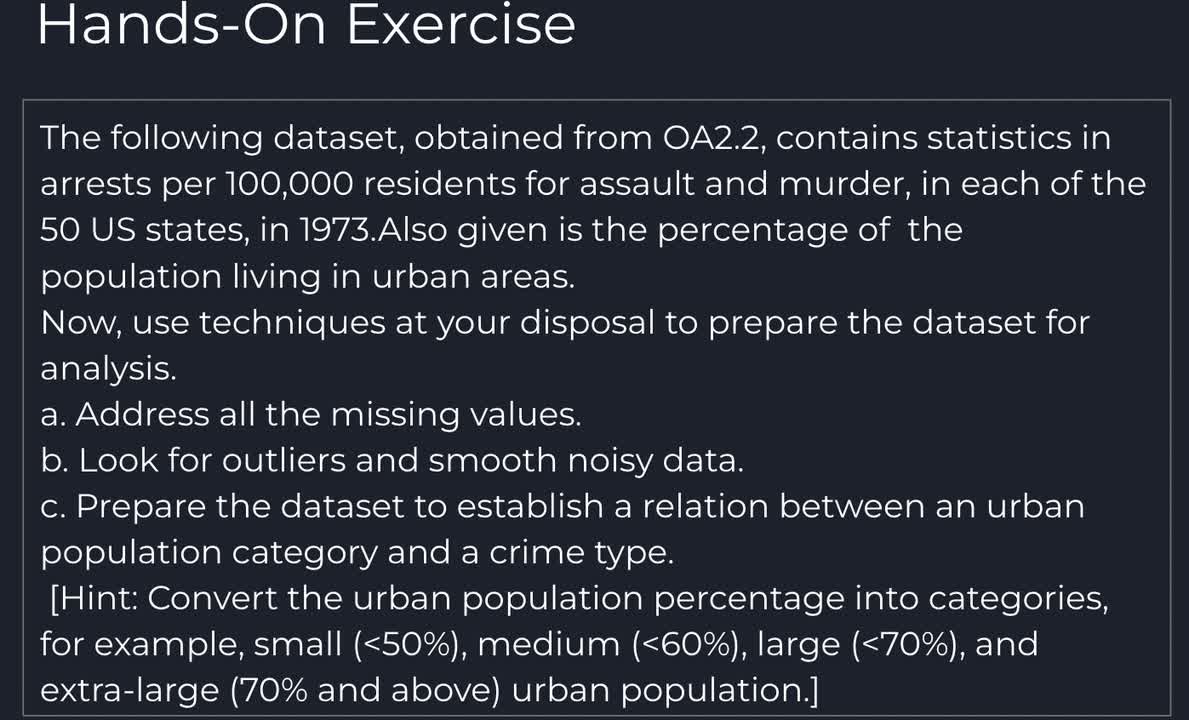 Hands-On Exercise
The following dataset, obtained from OA2.2, contains statistics in
arrests per 100,000 residents for assault and murder, in each of the
50 US states, in 1973.Also given is the percentage of  the
population living in urban areas.
Now, use techniques at your disposal to prepare the dataset for
analysis.
a. Address all the missing values.
b. Look for outliers and smooth noisy data.
c. Prepare the dataset to establish a relation between an urban
population category and a crime type.
[Hint: Convert the urban population percentage into categories,
for example, small (<50%), medium (<60%), large (<70%), and
extra-large (70% and above) urban population.]